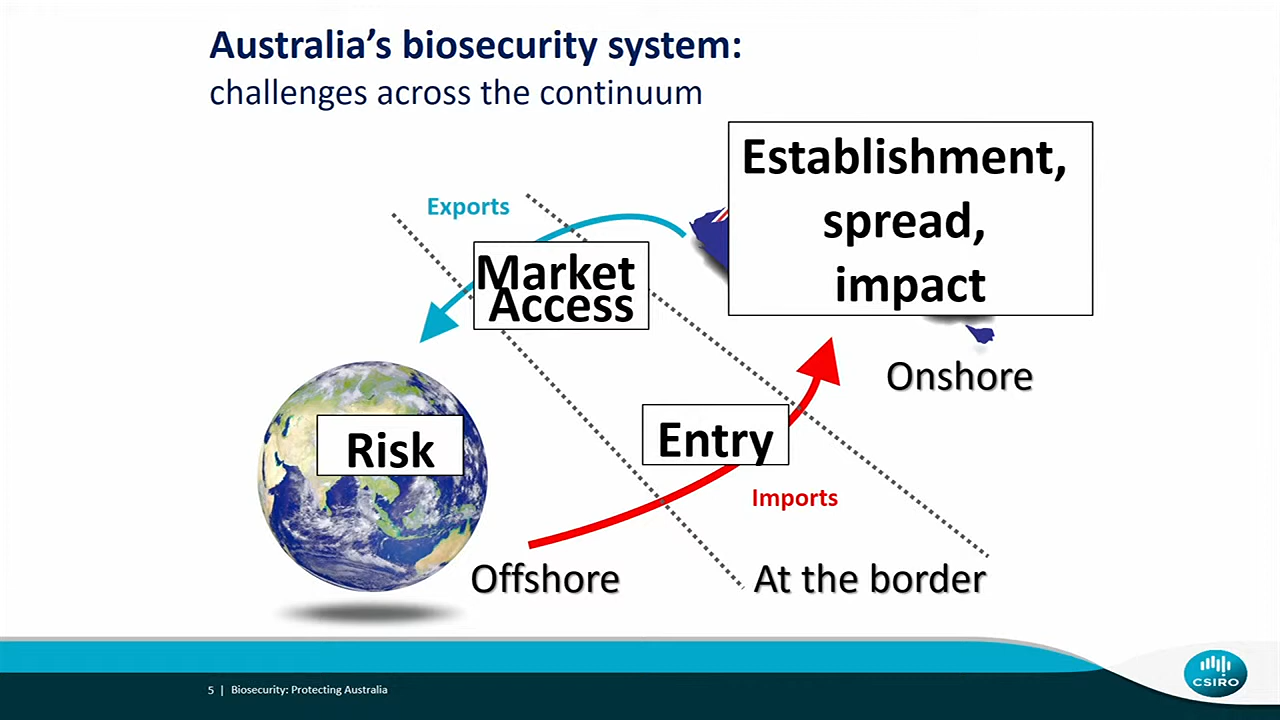 Australia’s biosecurity system:
challenges across the continuum
Establishment,
spread,
impact
Exports
Market
Access
Onshore
Risk
Entry
Imports
Offshore
At the border
5 | Biosecurity: Protecting Australia
CSIRO